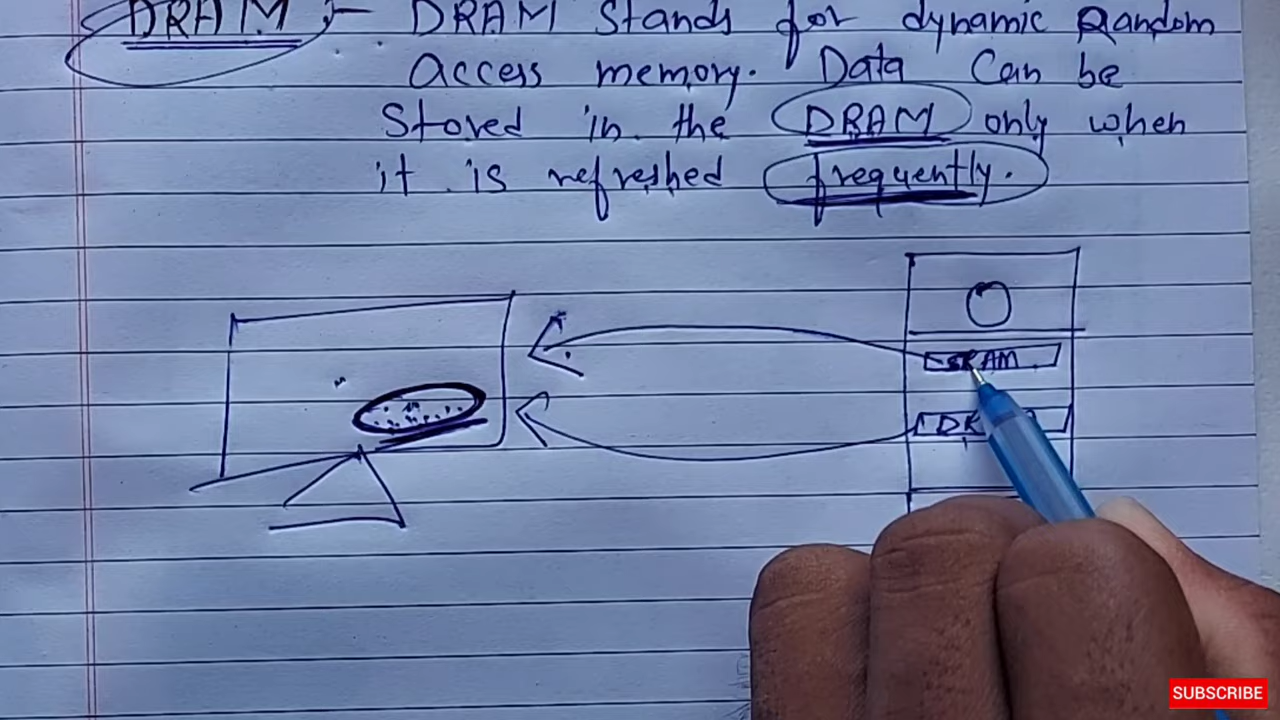 DRAM :- DRAM Stands for dynamic Random
Access memory. Data Can be
Stored in the DRAM only when
it is refreshed frequently.
SRAM
SUBSCRIBE